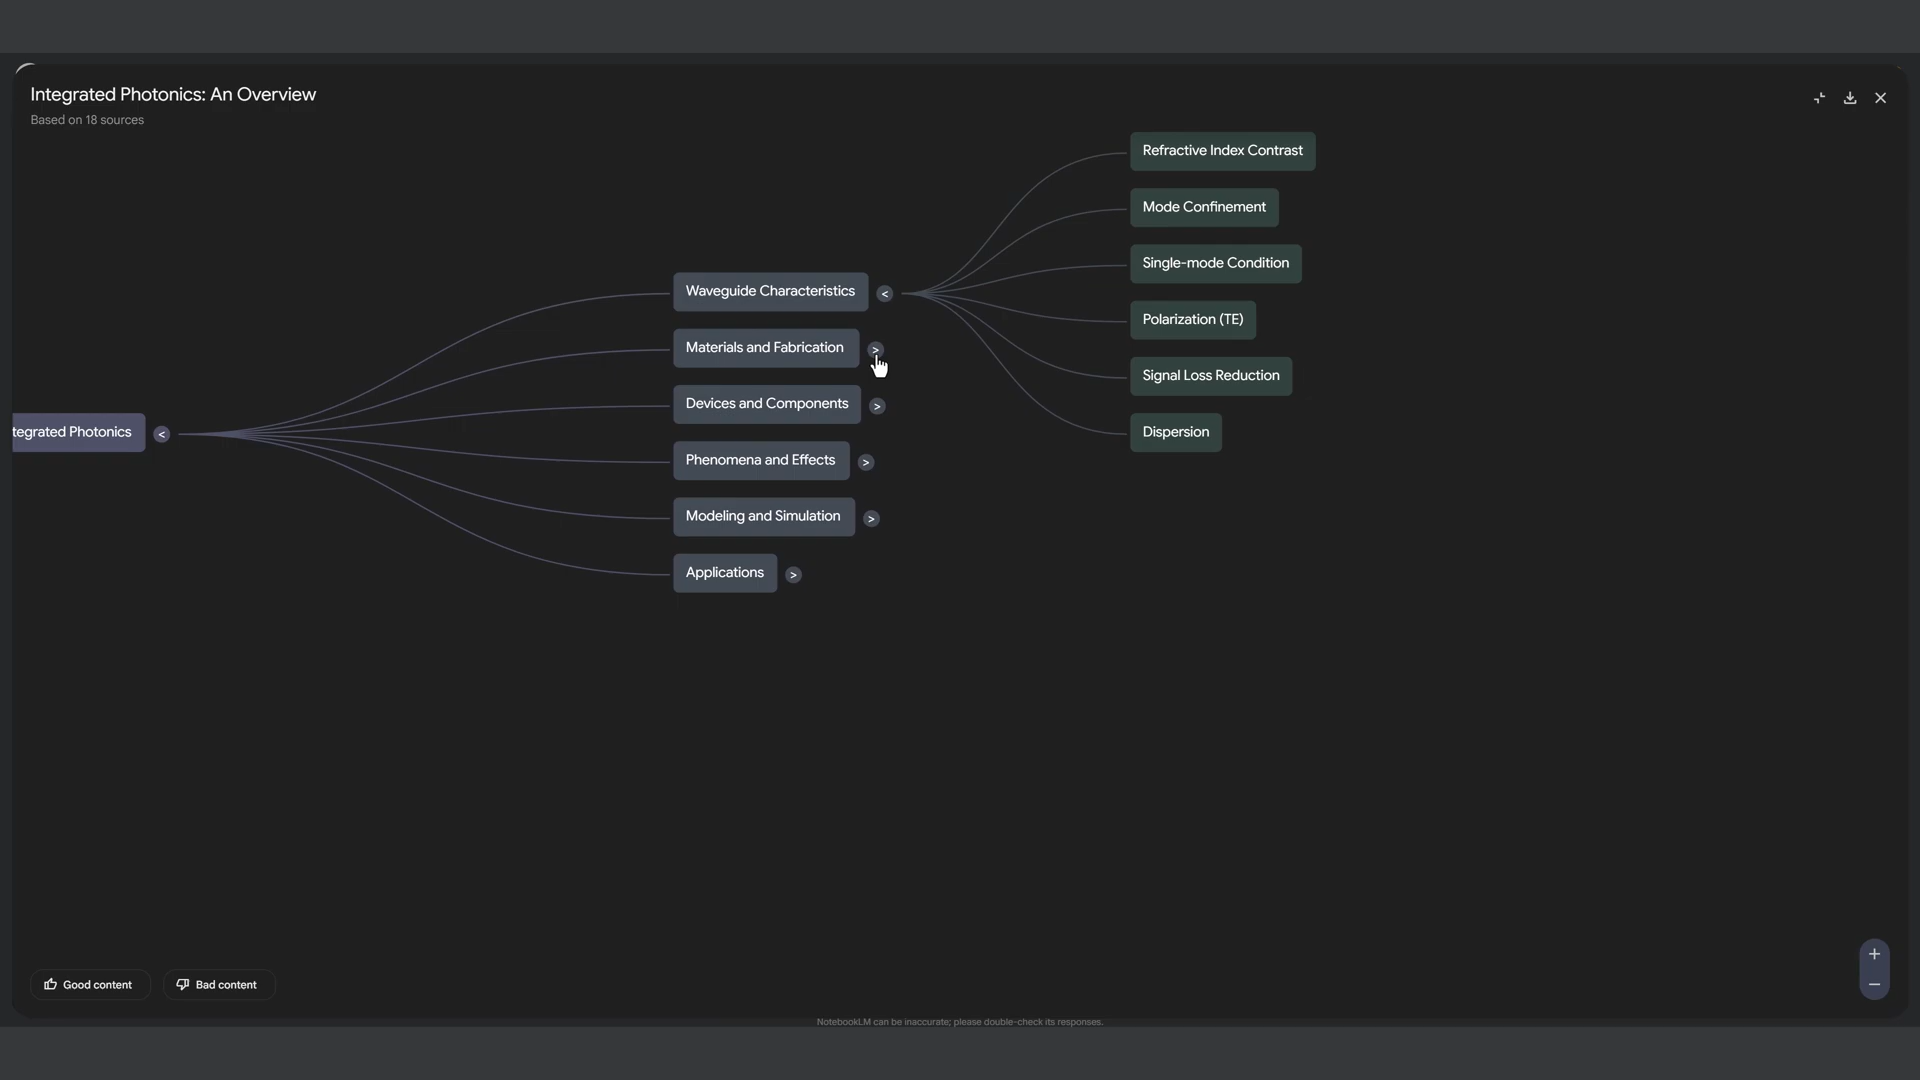 Integrated Photonics: An Overview
Based on 18 sources
Refractive Index Contrast
Mode Confinement
Single-mode Condition
Polarization (TE)
Signal Loss Reduction
Dispersion
Waveguide Characteristics <
Materials and Fabrication >
Devices and Components >
Phenomena and Effects >
Modeling and Simulation >
Applications >
tegrated Photonics <
Good content
Bad content
NotebookLM can be inaccurate; please double-check its responses.